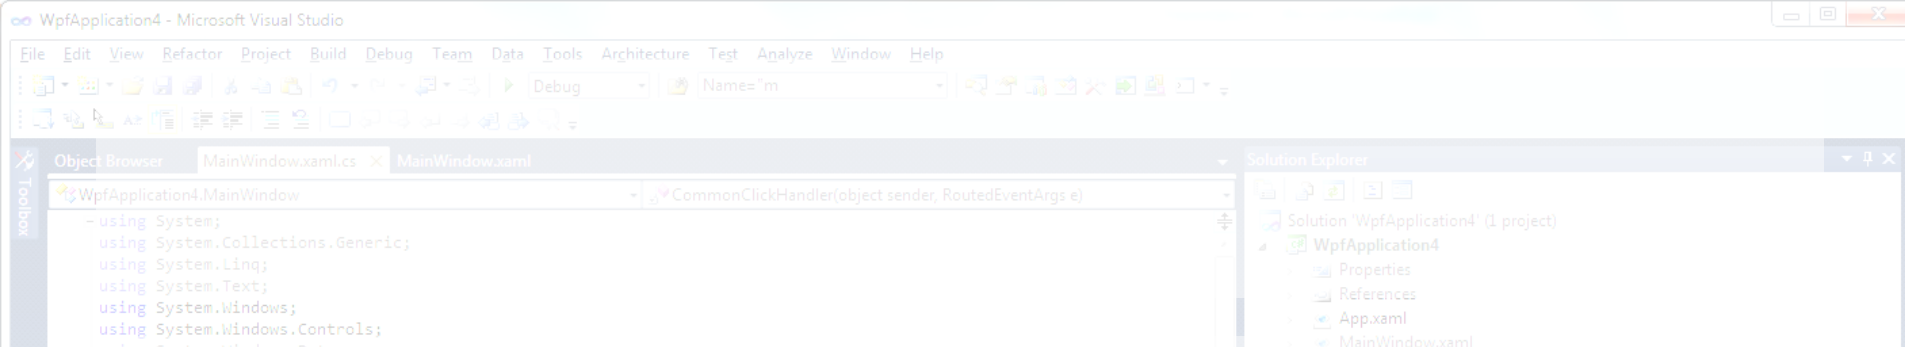 WpfApplication4 - Microsoft Visual Studio
File Edit View Refactor Project Build Debug Team Data Tools Architecture Test Analyze Window Help
Debug Name="m
Toolbox
Object Browser MainWindow.xaml.cs MainWindow.xaml
WpfApplication4.MainWindow CommonClickHandler(object sender, RoutedEventArgs e)
using System;
using System.Collections.Generic;
using System.Linq;
using System.Text;
using System.Windows;
using System.Windows.Controls;
Solution Explorer
Solution 'WpfApplication4' (1 project)
WpfApplication4
Properties
References
App.xaml
MainWindow.xaml